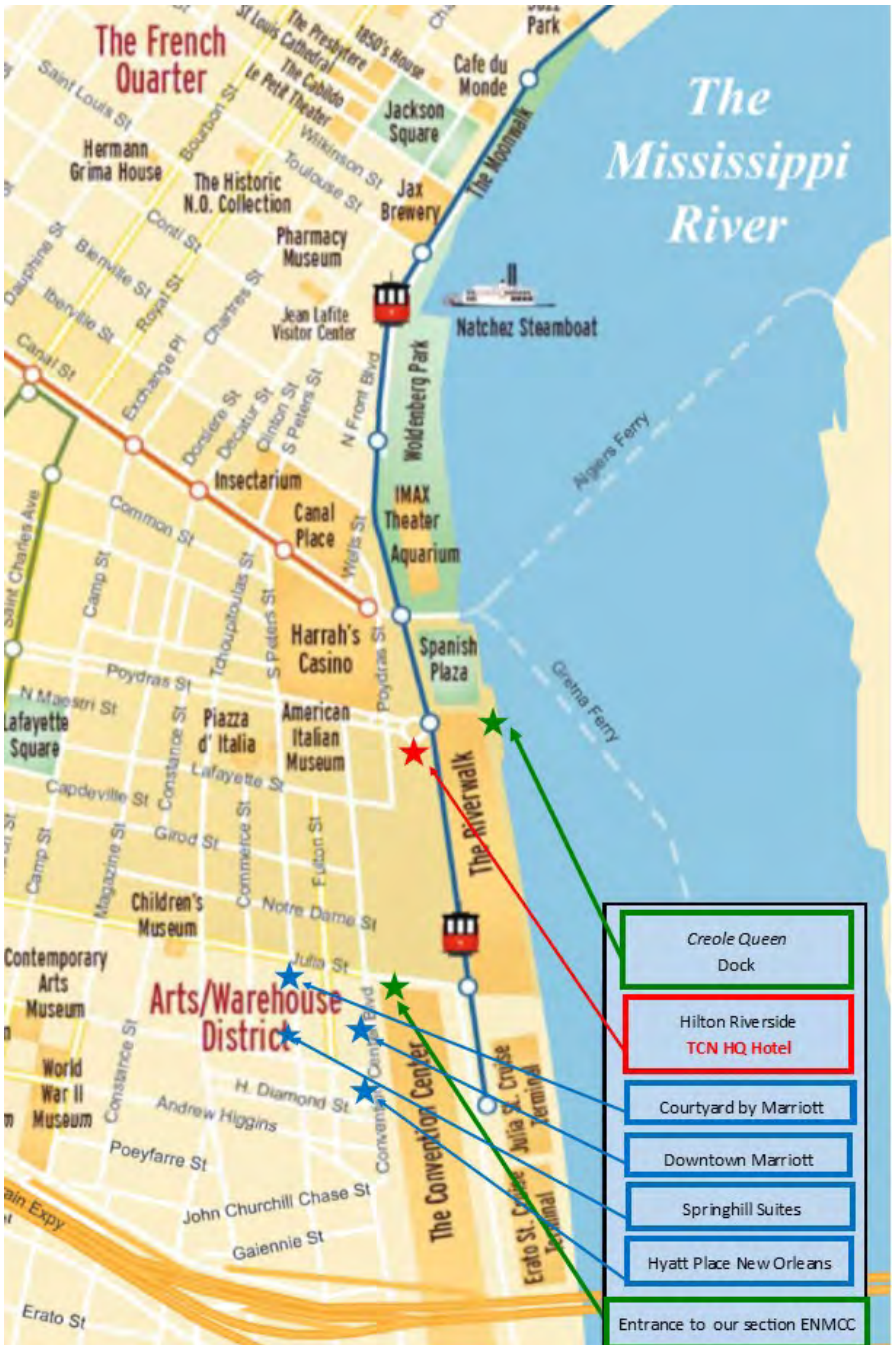 Jazz
Park
The French
Quarter
The Presbytere
St Louis Cathedral
The Cabildo
Le Petit Theater
1850's House
Cafe du
Monde
The
Mississippi
River
Saint Louis St
Bourbon St
Jackson
Square
The Moonwalk
Wilkinson St
Toulouse St
Hermann
Grima House
The Historic
N.O. Collection
Jax
Brewery
Conti St
Pharmacy
Museum
Dauphine St
Bienville St
Iberville St
Royal St
Chartres St
Jean Lafite
Visitor Center
Natchez Steamboat
Canal St
Exchange Pl
Dorsiere St
Decatur St
Clinton St
S Peters St
N Front Blvd
Woldenberg Park
Algiers Ferry
Insectarium
IMAX
Theater
Aquarium
Canal
Place
Wells St
Saint Charles Ave
Common St
Camp St
Tchoupitoulas St
S Peters St
Harrah's
Casino
Poydras St
Spanish
Plaza
Gretna Ferry
Poydras St
N Maestri St
Lafayette
Square
Piazza
d' Italia
American
Italian
Museum
Constance St
Lafayette St
Capdeville St
Girod St
The Riverwalk
Camp St
Magazine St
Commerce St
Fulton St
Children's
Museum
Notre Dame St
Julia St
Contemporary
Arts
Museum
Arts/Warehouse
District
Convention Center Blvd
The Convention Center
Julia St. Cruise
Terminal
World
War II
Museum
Constance St
H. Diamond St
Andrew Higgins
Poeyfarre St
John Churchill Chase St
Gaiennie St
Erato St. Cruise
Terminal
ain Expy
Erato St
Creole Queen
Dock
Hilton Riverside
TCN HQ Hotel
Courtyard by Marriott
Downtown Marriott
Springhill Suites
Hyatt Place New Orleans
Entrance to our section ENMCC